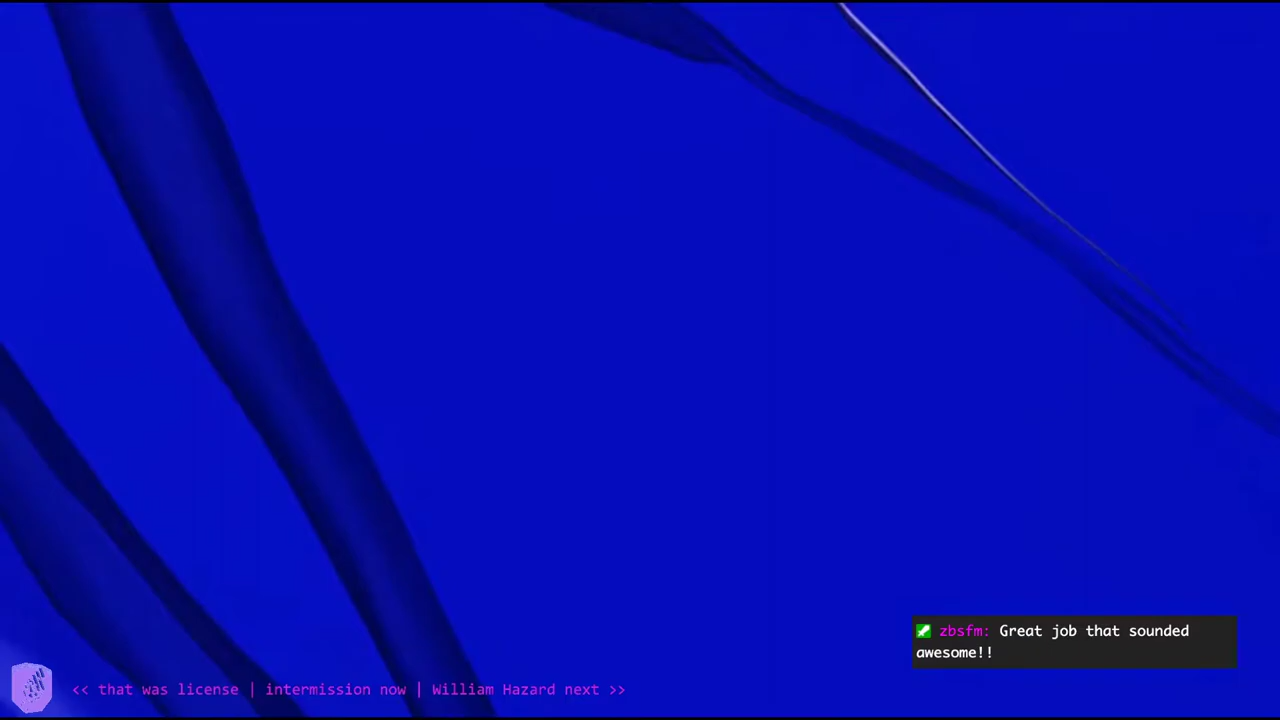 zbsfm: Great job that sounded
awesome!!
<< that was license | intermission now | William Hazard next >>